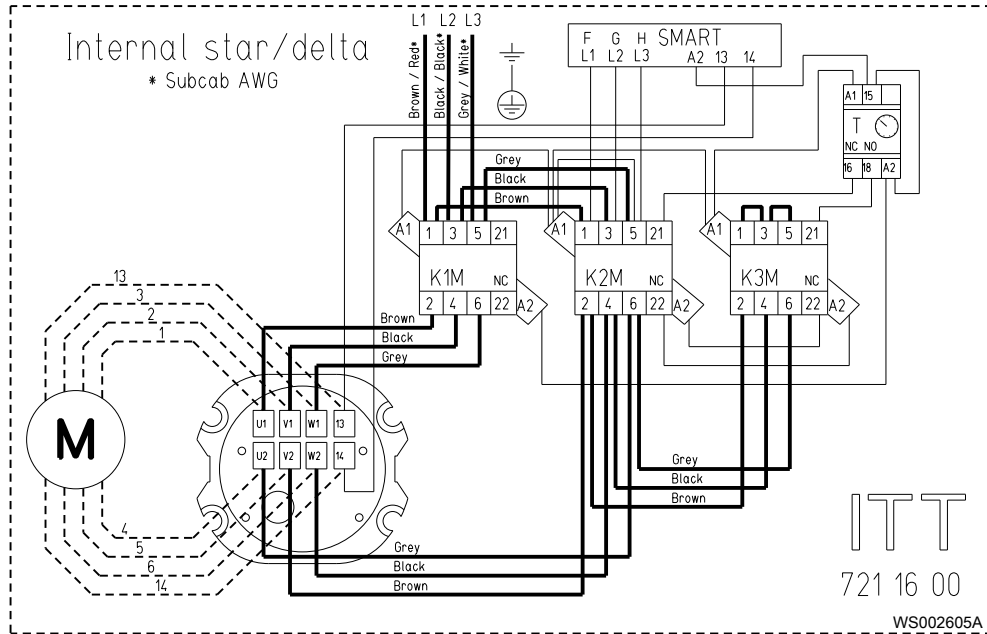 L1 L2 L3
Internal star/delta
* Subcab AWG
Brown / Red*
Black / Black*
Grey / White*
F G H SMART
L1 L2 L3 A2 13 14
A1 15
T
NC NO
16 18 A2
Grey
Black
Brown
A1 1 3 5 21
K1M NC
2 4 6 22 A2
A1 1 3 5 21
K2M NC
2 4 6 22 A2
A1 1 3 5 21
K3M NC
2 4 6 22 A2
13
3
2
1
Brown
Black
Grey
M
U1 V1 W1 13
U2 V2 W2 14
4
5
6
14
Grey
Black
Brown
Grey
Black
Brown
ITT
721 16 00
WS002605A